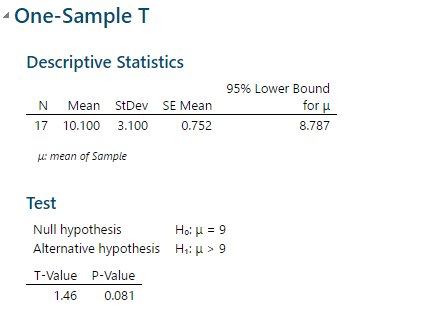 One-Sample T
Descriptive Statistics
95% Lower Bound
N Mean StDev SE Mean for μ
17 10.100 3.100 0.752 8.787
μ: mean of Sample
Test
Null hypothesis H₀: μ = 9
Alternative hypothesis H₁: μ > 9
T-Value P-Value
1.46 0.081